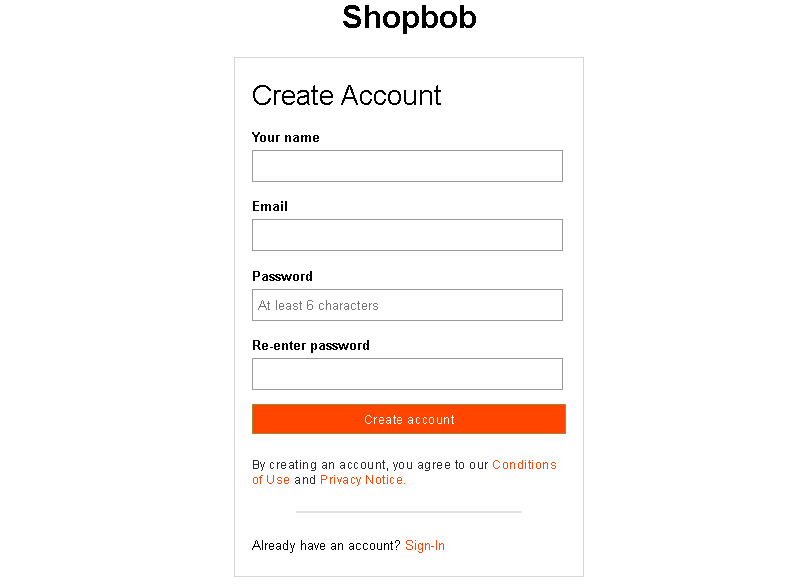 Shopbob
Create Account
Your name
Email
Password
At least 6 characters
Re-enter password
Create account
By creating an account, you agree to our Conditions
of Use and Privacy Notice.
Already have an account? Sign-In